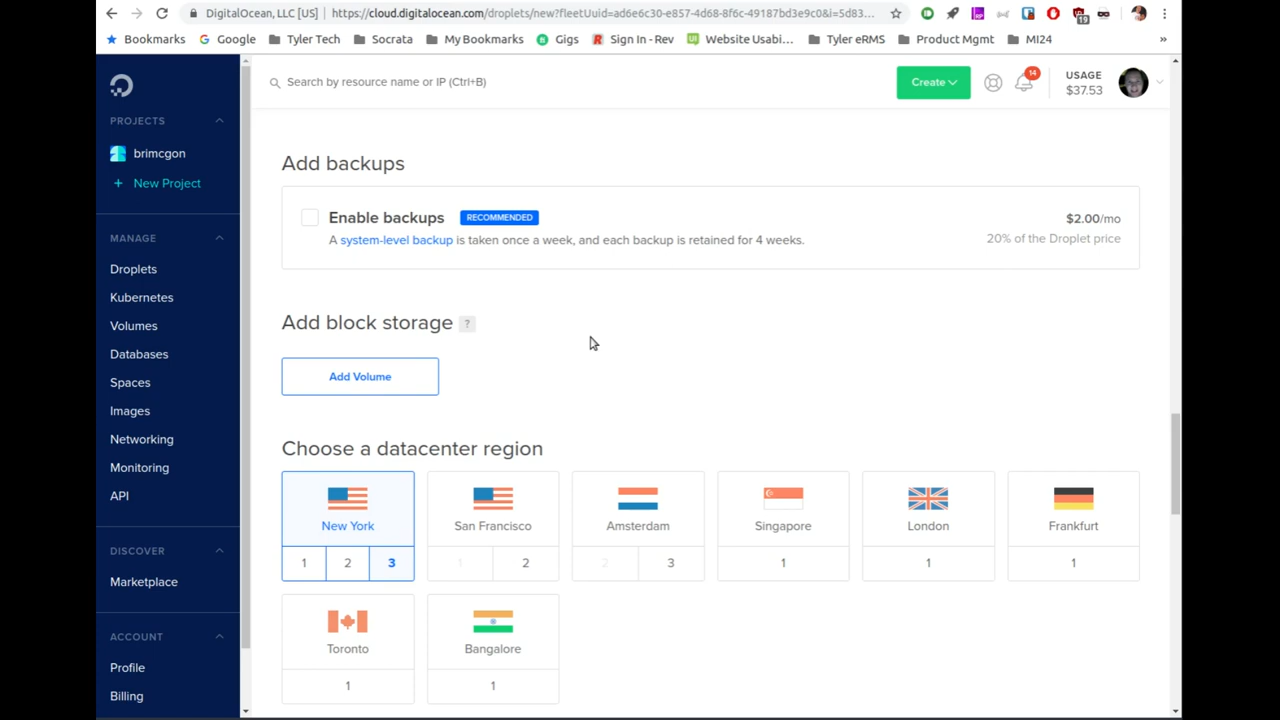 DigitalOcean, LLC [US] | https://cloud.digitalocean.com/droplets/new?fleetUuid=ad6e6c30-e857-4d68-8f6c-49187bd3e9c0&i=5d83...
19
Bookmarks Google Tyler Tech Socrata My Bookmarks Gigs Sign In - Rev Website Usabi... Tyler eRMS Product Mgmt MI24 »
Search by resource name or IP (Ctrl+B)
Create
14
USAGE
$37.53
PROJECTS
brimcgon
+ New Project
MANAGE
Droplets
Kubernetes
Volumes
Databases
Spaces
Images
Networking
Monitoring
API
DISCOVER
Marketplace
ACCOUNT
Profile
Billing
Add backups
Enable backups RECOMMENDED $2.00/mo
A system-level backup is taken once a week, and each backup is retained for 4 weeks. 20% of the Droplet price
Add block storage ?
Add Volume
Choose a datacenter region
New York San Francisco Amsterdam Singapore London Frankfurt
1 2 3 1 2 2 3 1 1 1
Toronto Bangalore
1 1